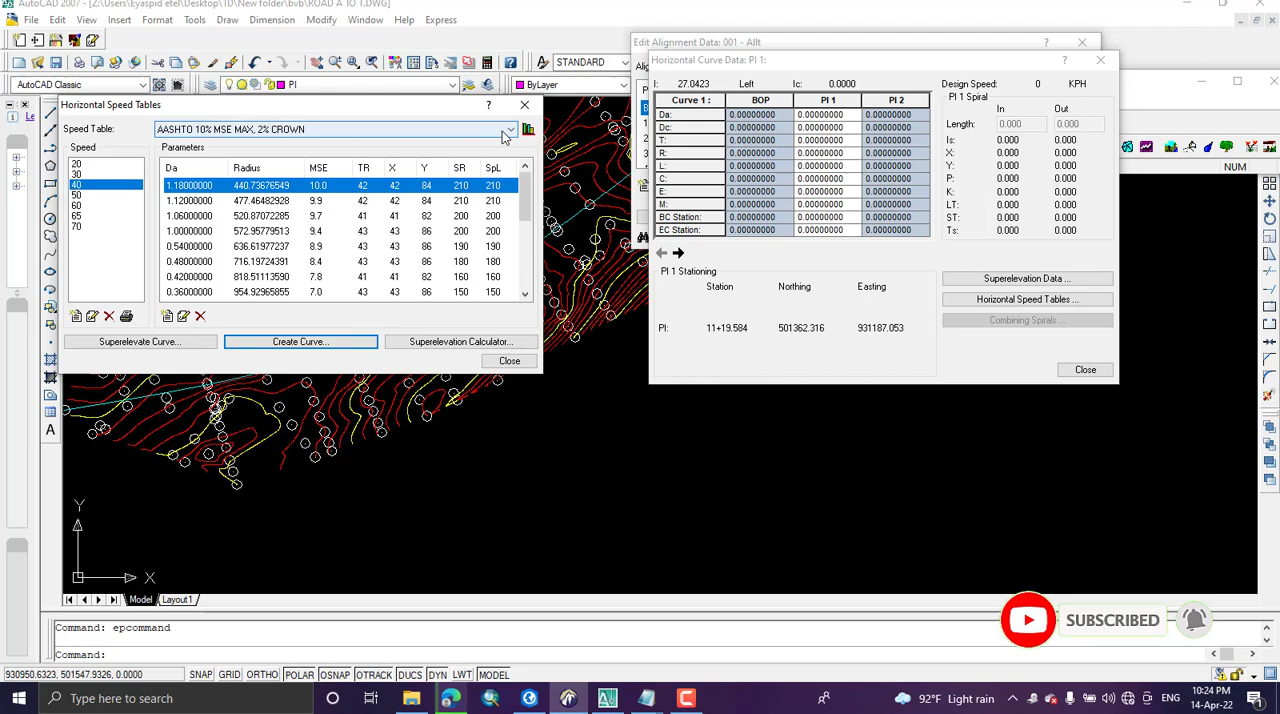 AutoCAD 2007 - [Z:\Users\Eyaspid etel\Desktop\TD\New folder\bvb\ROAD A TO T.DWG]
File Edit View Insert Format Tools Draw Dimension Modify Window Help Express
STANDARD
AutoCAD Classic PI ByLayer
Edit Alignment Data: 001 - Allt ?
Horizontal Curve Data: PI 1: ?
I: 27.0423 Left Ic: 0.0000 Design Speed: 0 KPH
Curve 1 : BOP PI 1 PI 2
Da: 0.00000000 0.00000000 0.00000000
Dc: 0.00000000 0.00000000 0.00000000
T: 0.00000000 0.00000000 0.00000000
R: 0.00000000 0.00000000 0.00000000
L: 0.00000000 0.00000000 0.00000000
C: 0.00000000 0.00000000 0.00000000
E: 0.00000000 0.00000000 0.00000000
M: 0.00000000 0.00000000 0.00000000
BC Station: 0.00000000 0.00000000 0.00000000
EC Station: 0.00000000 0.00000000 0.00000000
PI 1 Spiral
In Out
Length: 0.000 0.000
Is: 0.000 0.000
X: 0.000 0.000
Y: 0.000 0.000
P: 0.000 0.000
K: 0.000 0.000
LT: 0.000 0.000
ST: 0.000 0.000
Ts: 0.000 0.000
PI 1 Stationing
Station Northing Easting
PI: 11+19.584 501362.316 931187.053
Superelevation Data ...
Horizontal Speed Tables ...
Combining Spirals ...
Close
NUM
Horizontal Speed Tables ?
Speed Table: AASHTO 10% MSE MAX, 2% CROWN
Speed
20
30
40
50
60
65
70
Parameters
Da Radius MSE TR X Y SR SpL
1.18000000 440.73676549 10.0 42 42 84 210 210
1.12000000 477.46482928 9.9 42 42 84 210 210
1.06000000 520.87072285 9.7 41 41 82 200 200
1.00000000 572.95779513 9.4 43 43 86 200 200
0.54000000 636.61977237 8.9 43 43 86 190 190
0.48000000 716.19724391 8.4 43 43 86 180 180
0.42000000 818.51113590 7.8 41 41 82 160 160
0.36000000 954.92965855 7.0 43 43 86 150 150
Superelevate Curve... Create Curve... Superelevation Calculator...
Close
A
Y
X
Model Layout1
Command: epcommand
Command:
SUBSCRIBED
930950.6323, 501547.9326, 0.0000 SNAP GRID ORTHO POLAR OSNAP OTRACK DUCS DYN LWT MODEL
Type here to search
92°F Light rain ENG 10:24 PM 14-Apr-22